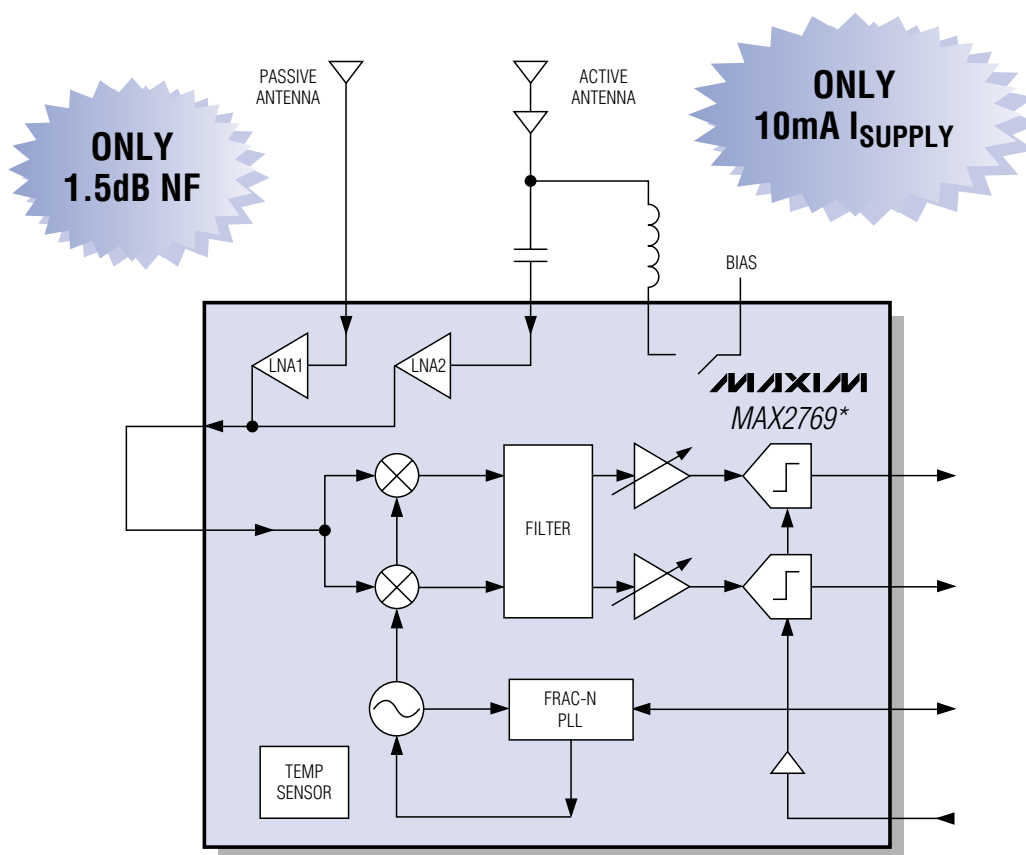 PASSIVE
ANTENNA
ACTIVE
ANTENNA
ONLY
1.5dB NF
ONLY
10mA ISUPPLY
BIAS
LNA1
LNA2
MAXIM
MAX2769*
FILTER
FRAC-N
PLL
TEMP
SENSOR